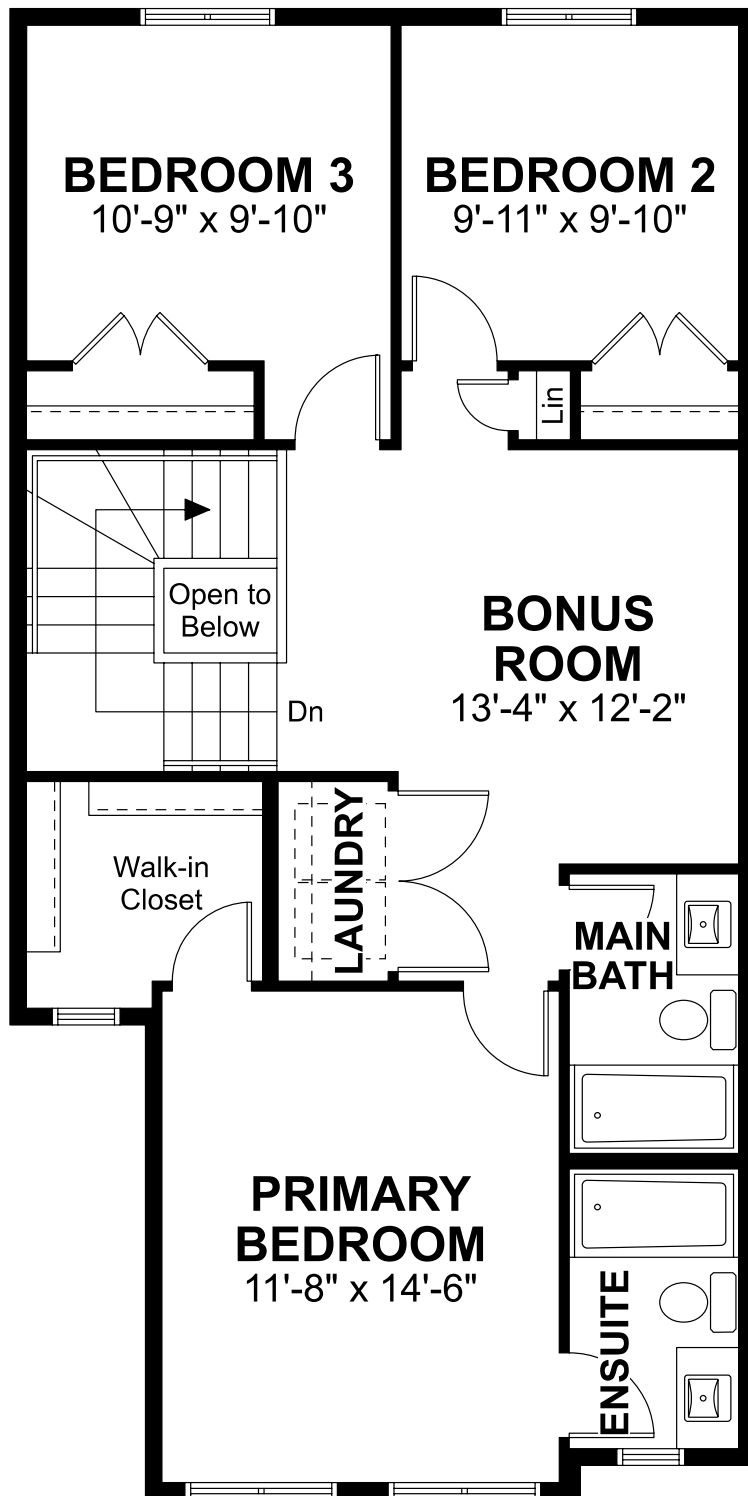 BEDROOM 3
10'-9" x 9'-10"
BEDROOM 2
9'-11" x 9'-10"
Lin
Open to
Below
BONUS
ROOM
13'-4" x 12'-2"
Dn
Walk-in
Closet
LAUNDRY
MAIN
BATH
PRIMARY
BEDROOM
11'-8" x 14'-6"
ENSUITE